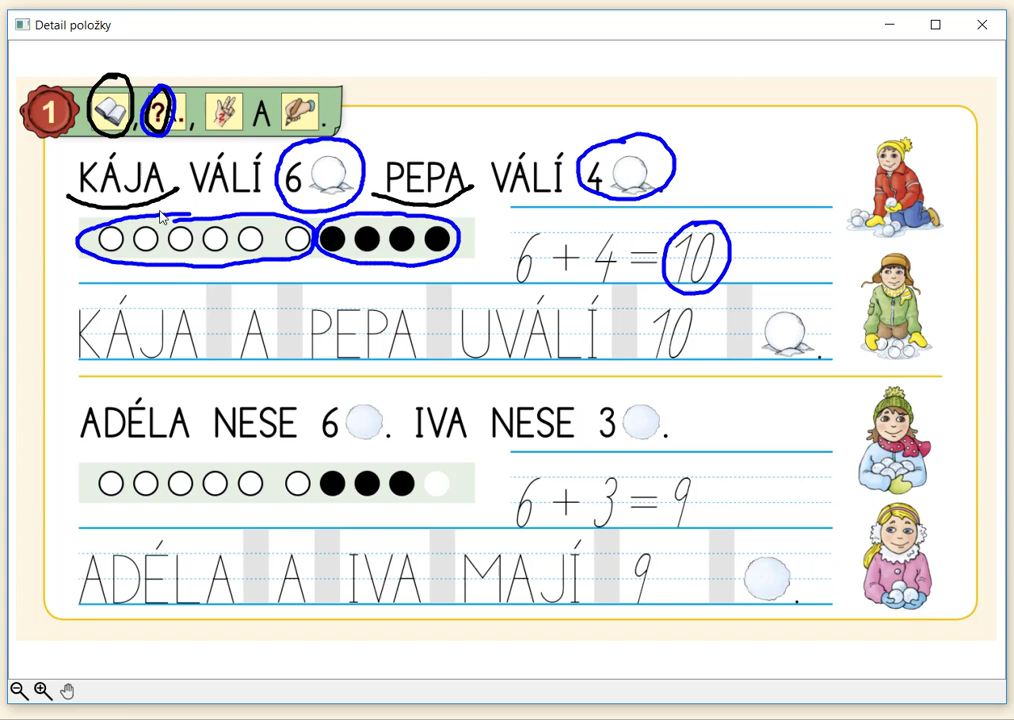 Detail položky
1 , ?.. , A .
KÁJA VÁLÍ 6 . PEPA VÁLÍ 4 .
6 + 4 = 10
KÁJA A PEPA UVÁLÍ 10 .
ADÉLA NESE 6 . IVA NESE 3 .
6 + 3 = 9
ADÉLA A IVA MAJÍ 9 .